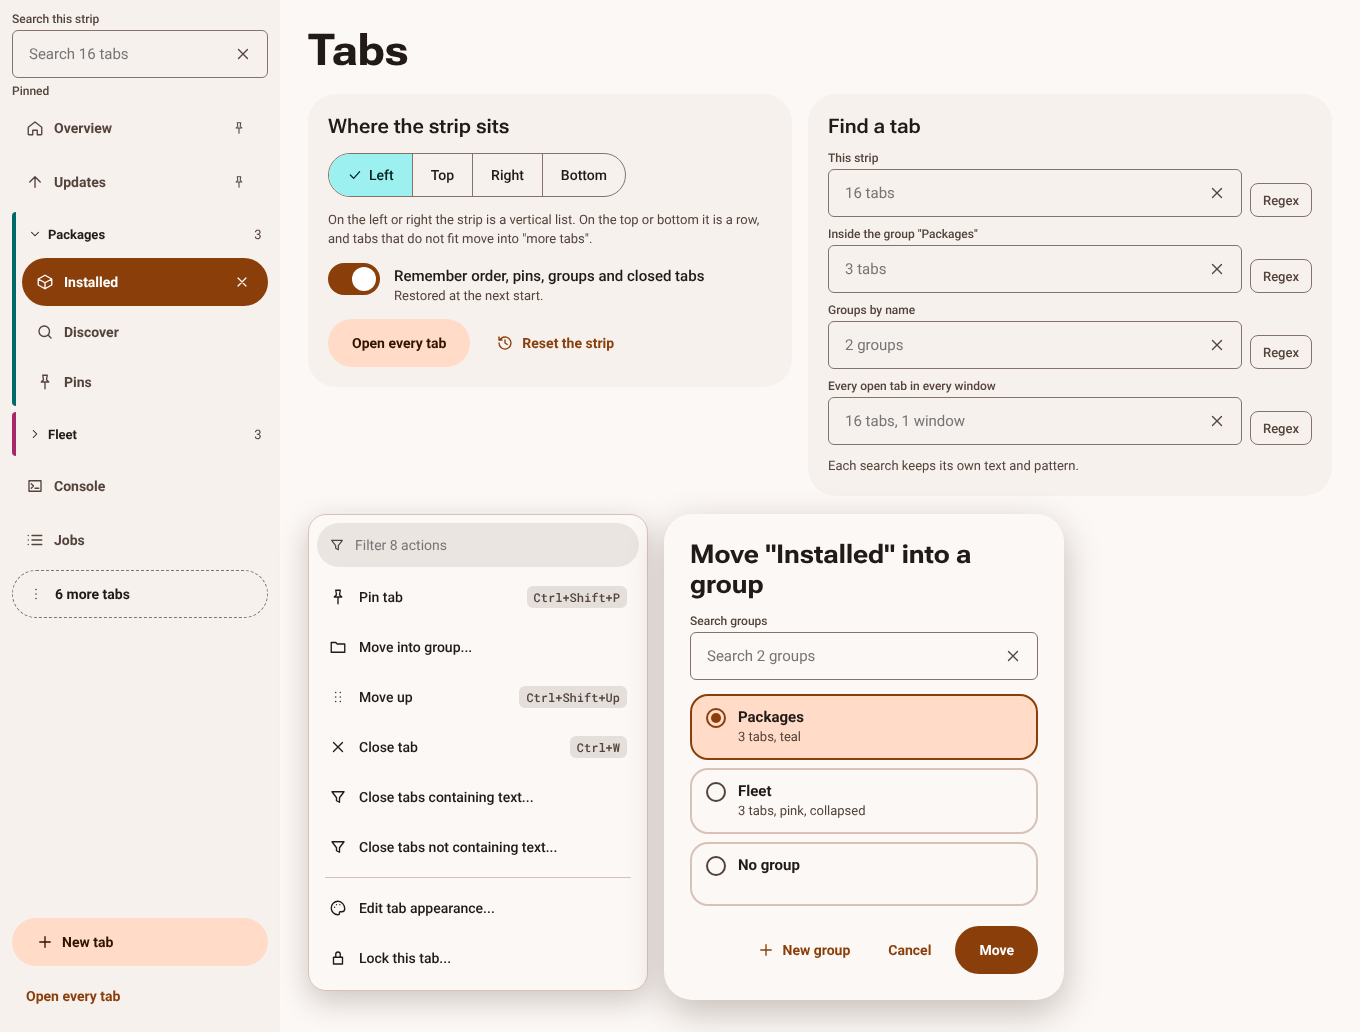 Search this strip
Search 16 tabs
Pinned
Overview
Updates
Packages 3
Installed
Discover
Pins
Fleet 3
Console
Jobs
6 more tabs
New tab
Open every tab
Tabs
Where the strip sits
Left Top Right Bottom
On the left or right the strip is a vertical list. On the top or bottom it is a row,
and tabs that do not fit move into "more tabs".
Remember order, pins, groups and closed tabs
Restored at the next start.
Open every tab Reset the strip
Find a tab
This strip
16 tabs Regex
Inside the group "Packages"
3 tabs Regex
Groups by name
2 groups Regex
Every open tab in every window
16 tabs, 1 window Regex
Each search keeps its own text and pattern.
Filter 8 actions
Pin tab Ctrl+Shift+P
Move into group...
Move up Ctrl+Shift+Up
Close tab Ctrl+W
Close tabs containing text...
Close tabs not containing text...
Edit tab appearance...
Lock this tab...
Move "Installed" into a
group
Search groups
Search 2 groups
Packages
3 tabs, teal
Fleet
3 tabs, pink, collapsed
No group
New group Cancel Move